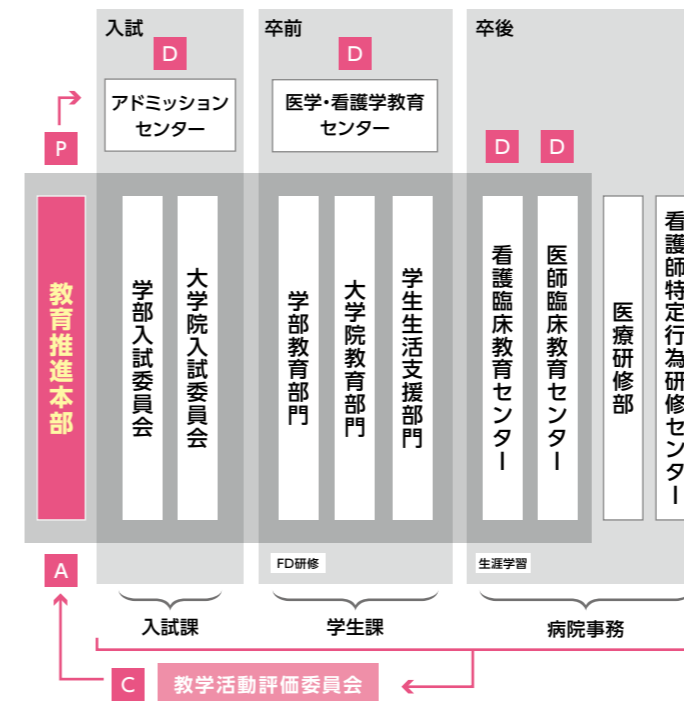 入試
卒前
卒後
D
D
アドミッション
センター
医学・看護学教育
センター
P
D
D
教育推進本部
学部入試委員会
大学院入試委員会
学部教育部門
大学院教育部門
学生生活支援部門
看護臨床教育センター
医師臨床教育センター
医療研修部
看護師特定行為研修センター
A
FD研修
生涯学習
入試課
学生課
病院事務
C
教学活動評価委員会